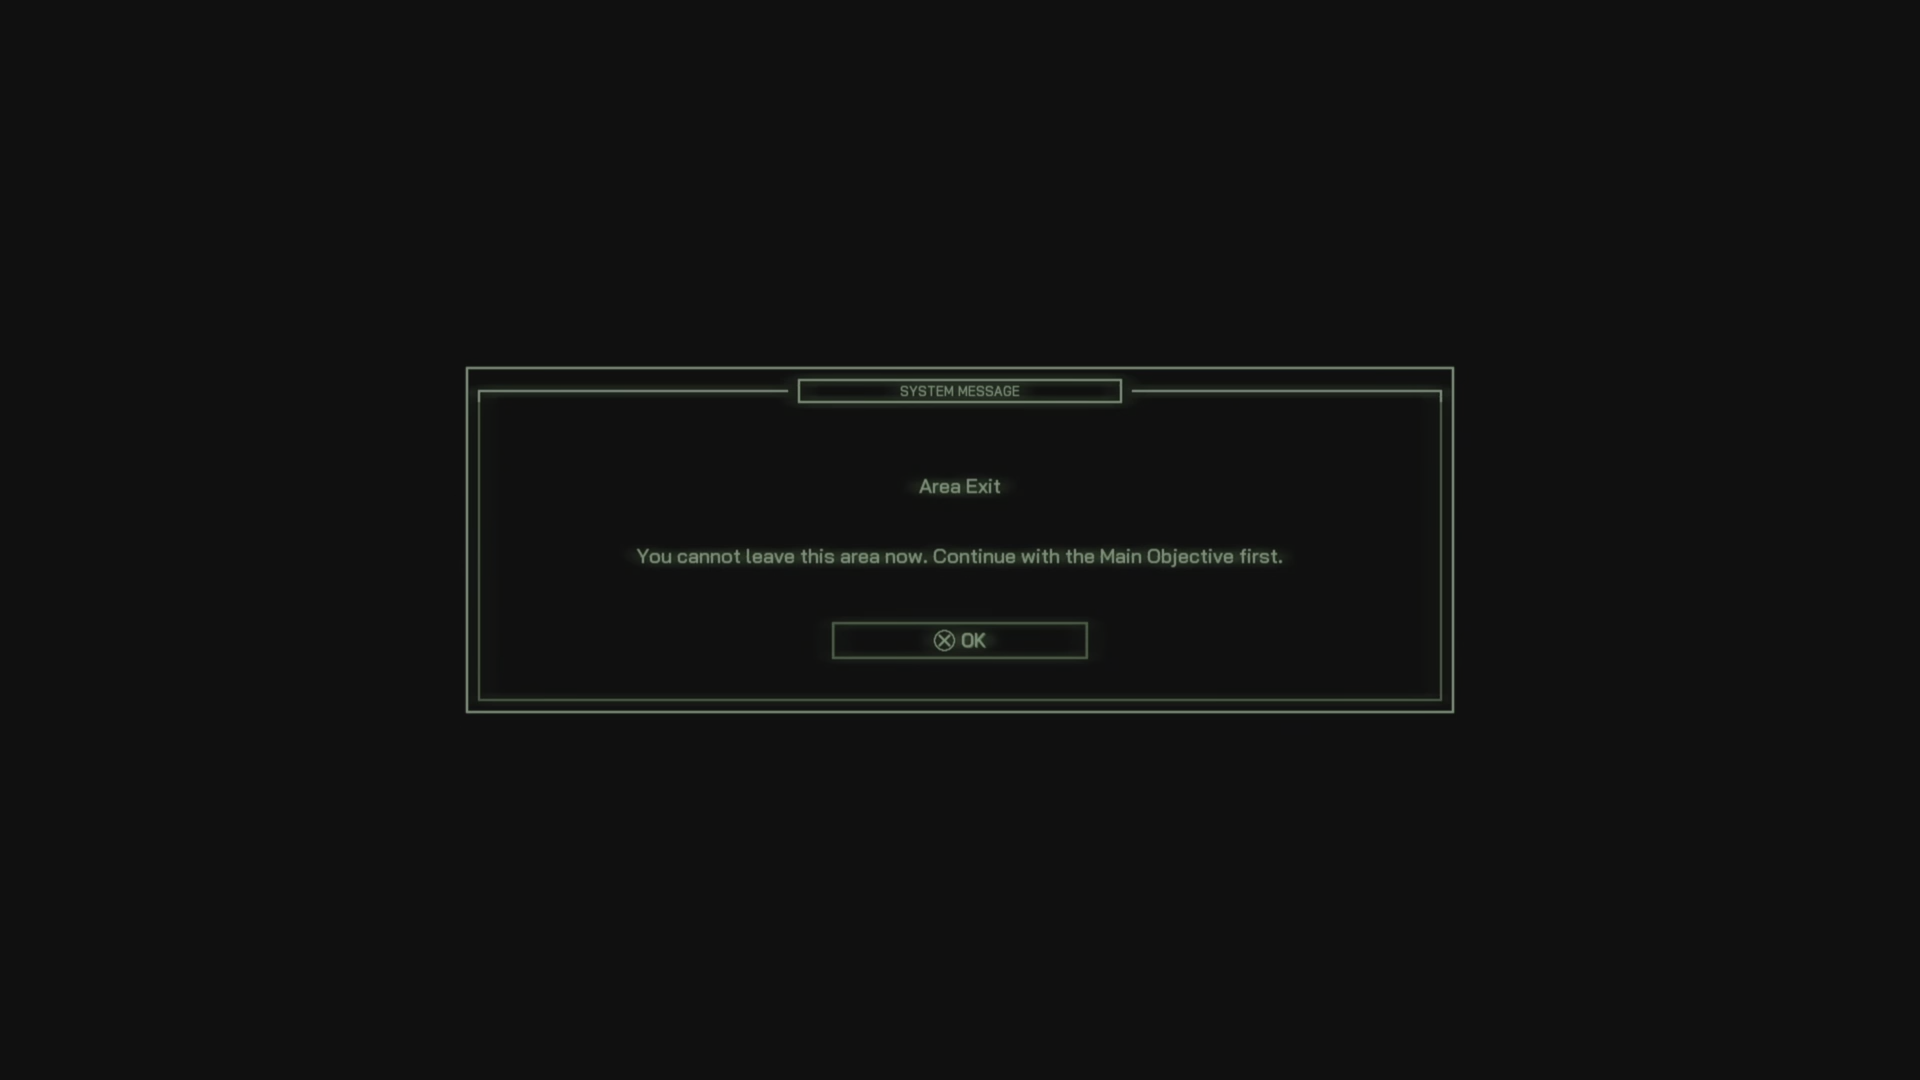 SYSTEM MESSAGE
Area Exit
You cannot leave this area now. Continue with the Main Objective first.
OK